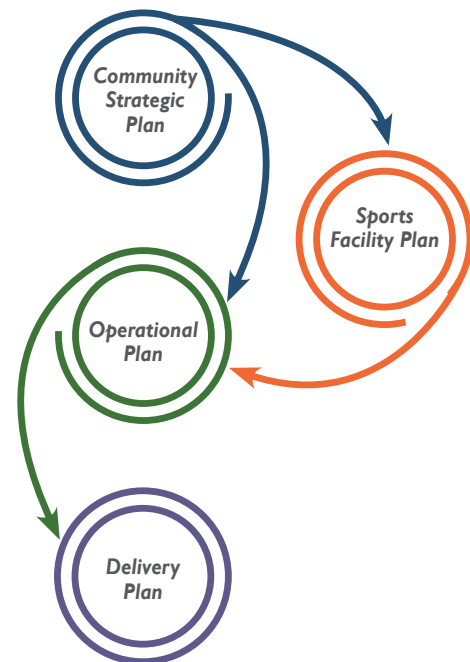 Community
Strategic
Plan
Sports
Facility Plan
Operational
Plan
Delivery
Plan